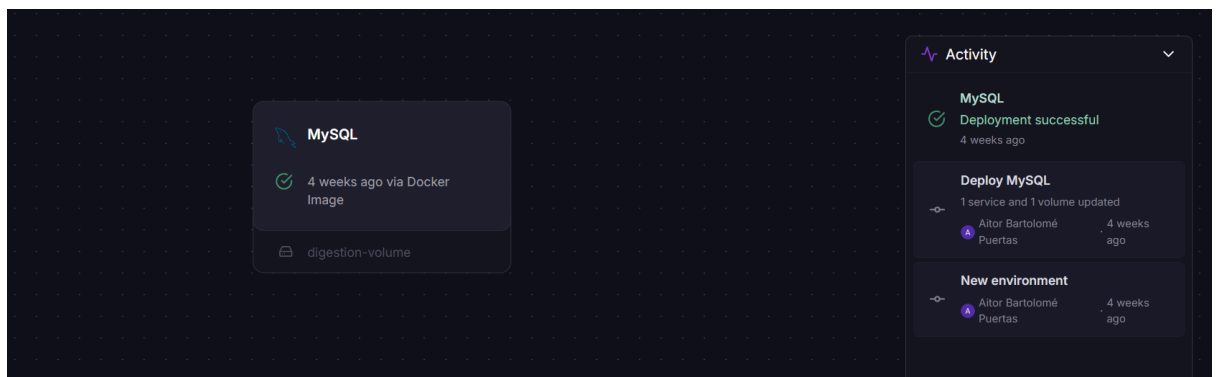 MySQL
4 weeks ago via Docker
Image
digestion-volume
Activity
MySQL
Deployment successful
4 weeks ago
Deploy MySQL
1 service and 1 volume updated
A Aitor Bartolomé
Puertas
· 4 weeks
ago
New environment
A Aitor Bartolomé
Puertas
· 4 weeks
ago